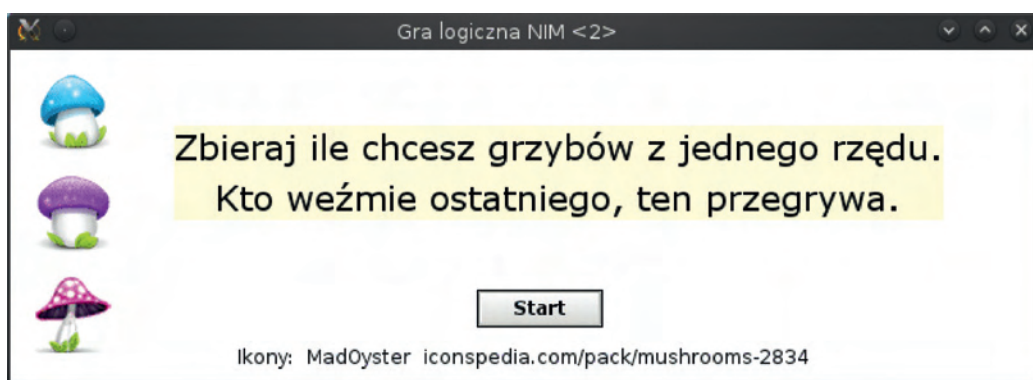 Gra logiczna NIM <2>
Zbieraj ile chcesz grzybów z jednego rzędu.
Kto weźmie ostatniego, ten przegrywa.
Start
Ikony: MadOyster iconspedia.com/pack/mushrooms-2834